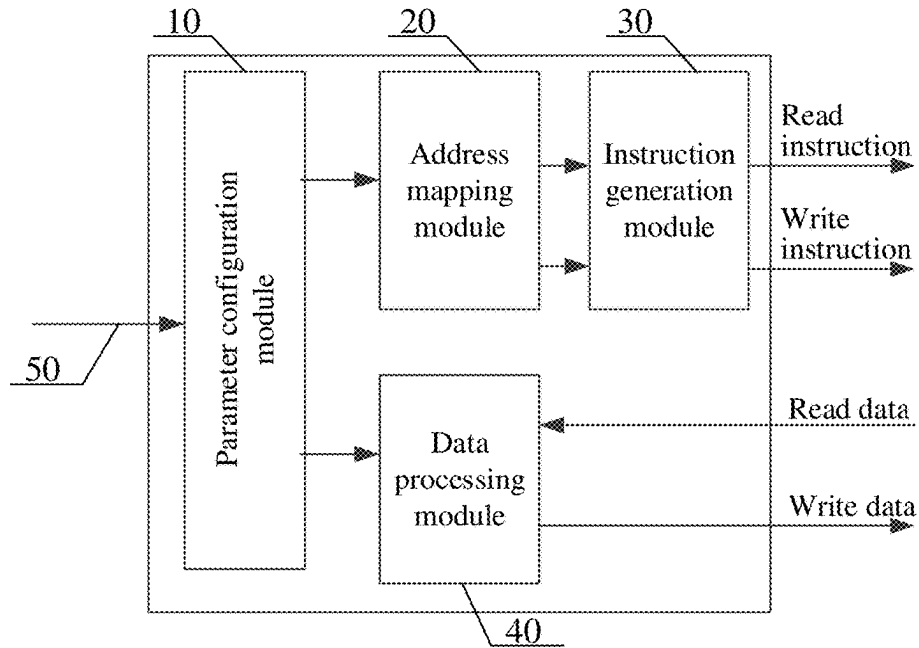 10
20
30
Parameter configuration
module
Address
mapping
module
Instruction
generation
module
Read
instruction
Write
instruction
50
Data
processing
module
Read data
Write data
40